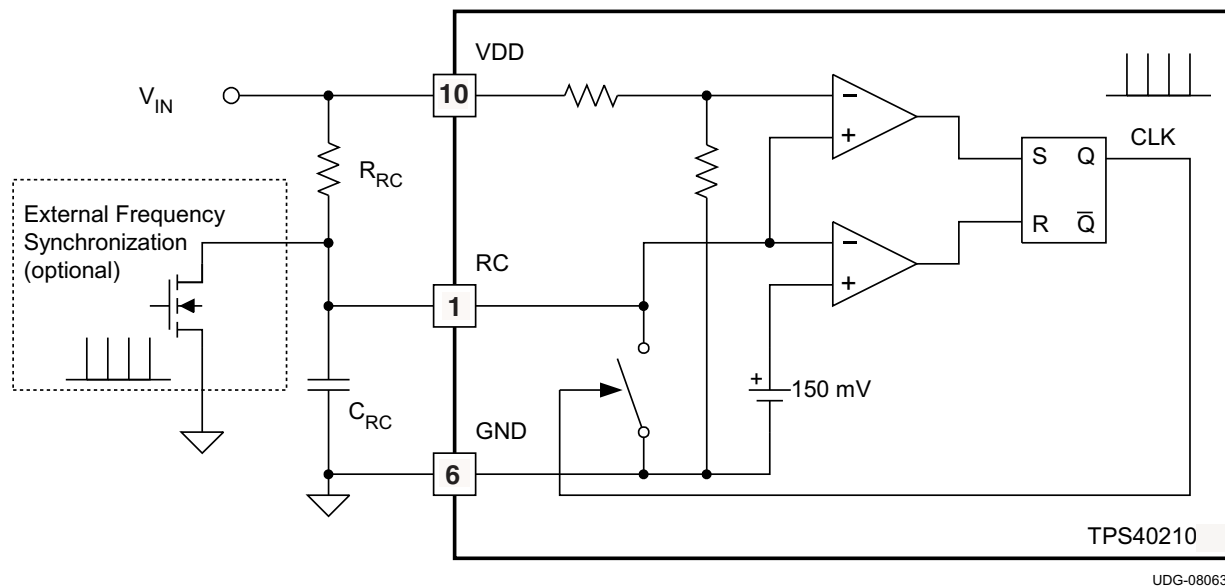 VDD
V_IN
10
R_RC
− 
+
S Q
R Q̅
CLK
External Frequency
Synchronization
(optional)
RC
1
−
+
+
150 mV
C_RC
GND
6
TPS40210
UDG-08063